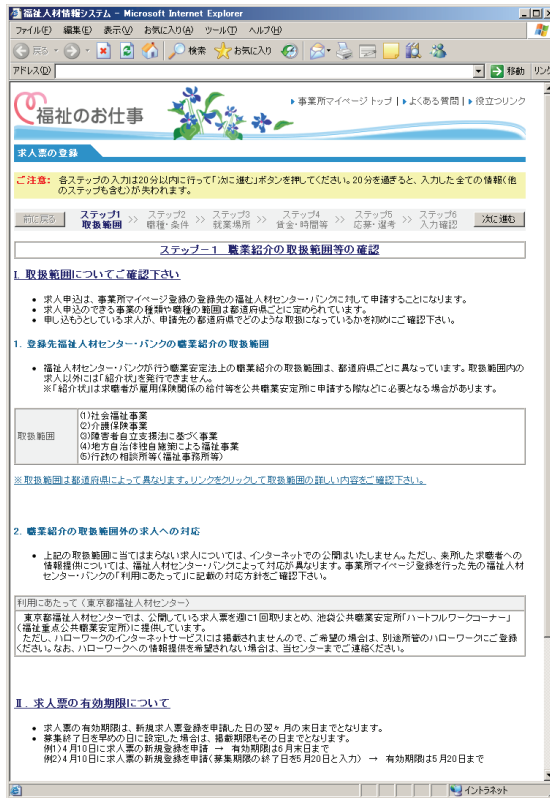 福祉人材情報システム - Microsoft Internet Explorer
ファイル(F) 編集(E) 表示(V) お気に入り(A) ツール(T) ヘルプ(H)
戻る 検索 お気に入り
アドレス(D) 移動 リンク
福祉のお仕事
事業所マイページトップ | よくある質問 | 役立つリンク
求人票の登録
ご注意: 各ステップの入力は20分以内に行って「次に進む」ボタンを押してください。20分を過ぎると、入力した全ての情報(他
のステップも含む)が失われます。
前に戻る ステップ1 >> ステップ2 >> ステップ3 >> ステップ4 >> ステップ5 >> ステップ6 次に進む
取扱範囲 職種・条件 就業場所 賃金・時間等 応募・選考 入力確認
ステップ-1 職業紹介の取扱範囲等の確認
I. 取扱範囲についてご確認下さい
• 求人申込は、事業所マイページ登録の登録先の福祉人材センター・バンクに対して申請することになります。
• 求人申込のできる事業の種類や職種の範囲は都道府県ごとに定められています。
• 申し込もうとしている求人が、申請先の都道府県でどのような取扱になっているかを初めにご確認下さい。
1. 登録先福祉人材センター・バンクの職業紹介の取扱範囲
• 福祉人材センター・バンクが行う職業安定法上の職業紹介の取扱範囲は、都道府県ごとに異なっています。取扱範囲内の
求人以外には「紹介状」を発行できません。
※「紹介状」は求職者が雇用保険関係の給付等を公共職業安定所に申請する際などに必要となる場合があります。
取扱範囲
(1)社会福祉事業
(2)介護保険事業
(3)障害者自立支援法に基づく事業
(4)地方自治体独自施策による福祉事業
(5)行政の相談所等(福祉事務所等)
※取扱範囲は都道府県によって異なります。リンクをクリックして取扱範囲の詳しい内容をご確認下さい。
2. 職業紹介の取扱範囲外の求人への対応
• 上記の取扱範囲に当てはまらない求人については、インターネットでの公開はいたしません。ただし、来所した求職者への
情報提供については、福祉人材センター・バンクによって対応が異なります。事業所マイページ登録を行った先の福祉人材
センター・バンクの「利用にあたって」に記載の対応方針をご確認下さい。
利用にあたって (東京都福祉人材センター)
東京都福祉人材センターでは、公開している求人票を週に1回取りまとめ、池袋公共職業安定所「ハートフルワークコーナー」
(福祉重点公共職業安定所)に提供しています。
ただし、ハローワークのインターネットサービスには掲載されませんので、ご希望の場合は、別途所管のハローワークにご登録
ください。なお、ハローワークへの情報提供を希望されない場合は、当センターまでご連絡ください。
II. 求人票の有効期限について
• 求人票の有効期限は、新規求人票登録を申請した日の翌々月の末日までとなります。
• 募集終了日を早めの日に設定した場合は、掲載期限もその日までとなります。
例1)4月10日に求人票の新規登録を申請 → 有効期限は6月末日まで
例2)4月10日に求人票の新規登録を申請(募集期限の終了日を5月20日と入力) → 有効期限は5月20日まで
イントラネット